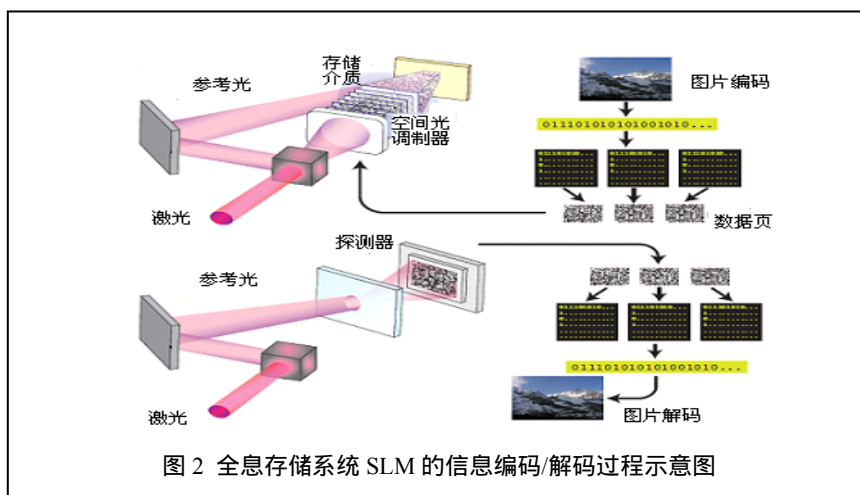 存储
介质
参考光
空间光
调制器
激光
图片编码
011101010101001010...
数据页
探测器
参考光
激光
011101010101001010...
图片解码
图 2 全息存储系统 SLM 的信息编码/解码过程示意图